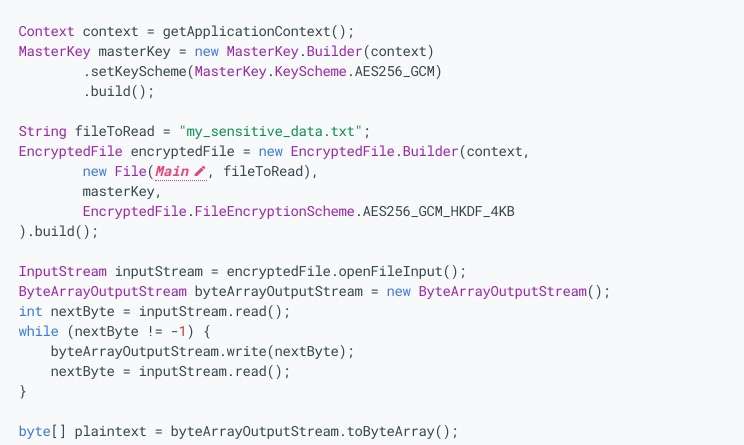 Context context = getApplicationContext();
MasterKey masterKey = new MasterKey.Builder(context)
        .setKeyScheme(MasterKey.KeyScheme.AES256_GCM)
        .build();

String fileToRead = "my_sensitive_data.txt";
EncryptedFile encryptedFile = new EncryptedFile.Builder(context,
        new File(Main, fileToRead),
        masterKey,
        EncryptedFile.FileEncryptionScheme.AES256_GCM_HKDF_4KB
).build();

InputStream inputStream = encryptedFile.openFileInput();
ByteArrayOutputStream byteArrayOutputStream = new ByteArrayOutputStream();
int nextByte = inputStream.read();
while (nextByte != -1) {
    byteArrayOutputStream.write(nextByte);
    nextByte = inputStream.read();
}

byte[] plaintext = byteArrayOutputStream.toByteArray();